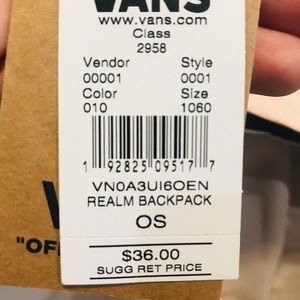 VANS
www.vans.com
Class
2958
Vendor Style
00001 0001
Color Size
010 1060
1 92825 09517 7
VN0A3UI6OEN
REALM BACKPACK
OS
$36.00
SUGG RET PRICE
V
"OF